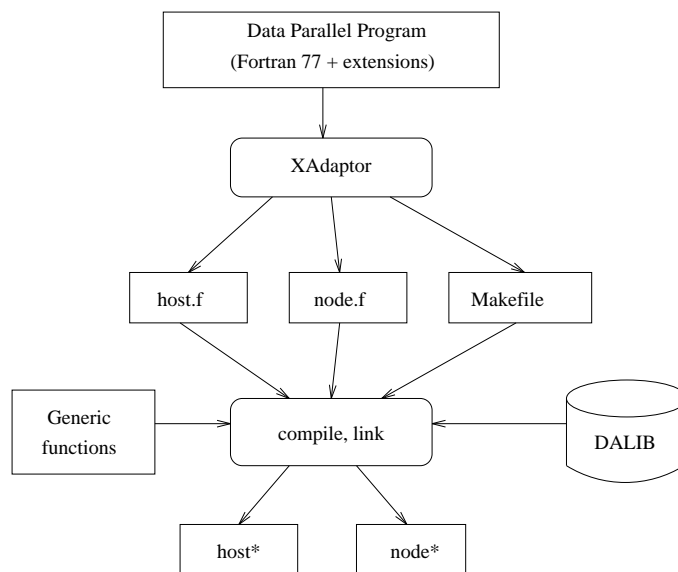 Data Parallel Program
(Fortran 77 + extensions)
XAdaptor
host.f
node.f
Makefile
Generic
functions
compile, link
DALIB
host*
node*